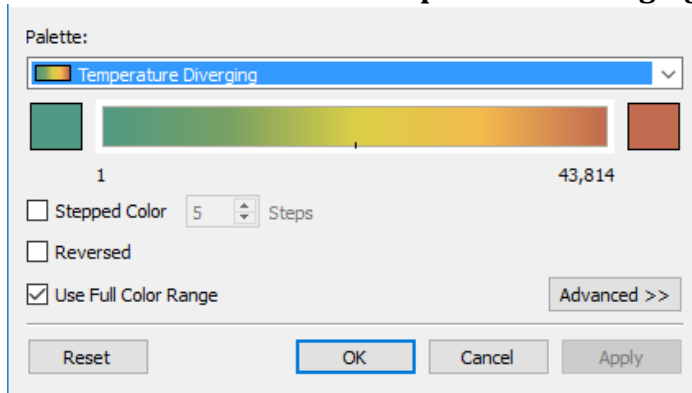 Palette:
Temperature Diverging
1 43,814
Stepped Color 5 Steps
Reversed
Use Full Color Range Advanced >>
Reset OK Cancel Apply